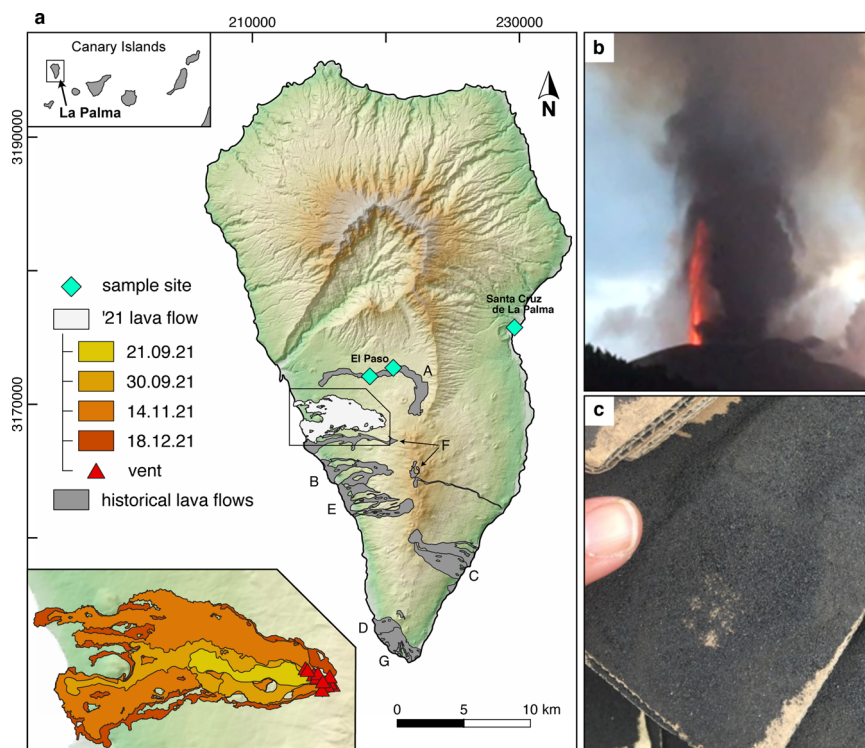 a
210000
230000
b
Canary Islands
La Palma
N
3190000
sample site
'21 lava flow
21.09.21
30.09.21
14.11.21
18.12.21
vent
historical lava flows
Santa Cruz
de La Palma
El Paso
A
3170000
F
B
E
C
D
G
0
5
10 km
c